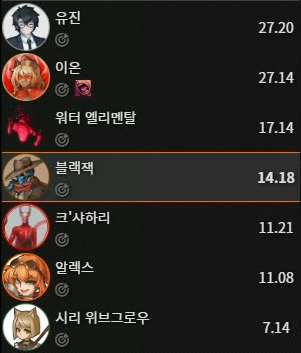 유진
27.20
이온
27.14
워터 엘리멘탈
17.14
블랙잭
14.18
크'샤하리
11.21
알렉스
11.08
시리 위브그로우
7.14